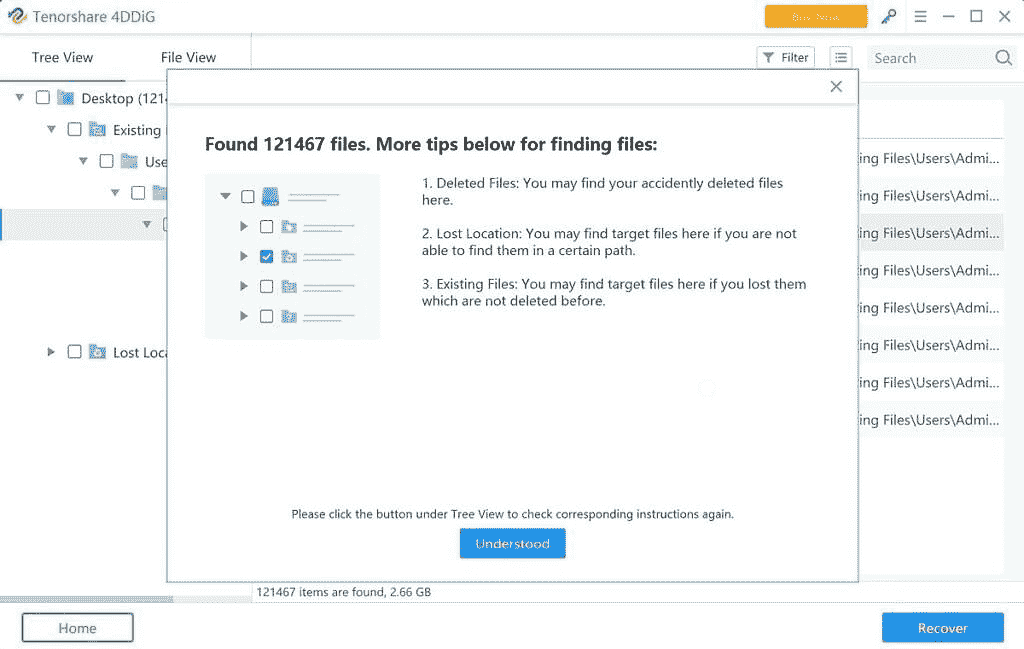 Tenorshare 4DDiG
Buy Now
Tree View
File View
Filter
Search
Desktop (121
Existing
Use
Lost Loca
Found 121467 files. More tips below for finding files:
1. Deleted Files: You may find your accidently deleted files
here.
2. Lost Location: You may find target files here if you are not
able to find them in a certain path.
3. Existing Files: You may find target files here if you lost them
which are not deleted before.
Please click the button under Tree View to check corresponding instructions again.
Understood
ing Files\Users\Admi...
ing Files\Users\Admi...
ing Files\Users\Admi...
ing Files\Users\Admi...
ing Files\Users\Admi...
ing Files\Users\Admi...
ing Files\Users\Admi...
ing Files\Users\Admi...
121467 items are found, 2.66 GB
Home
Recover